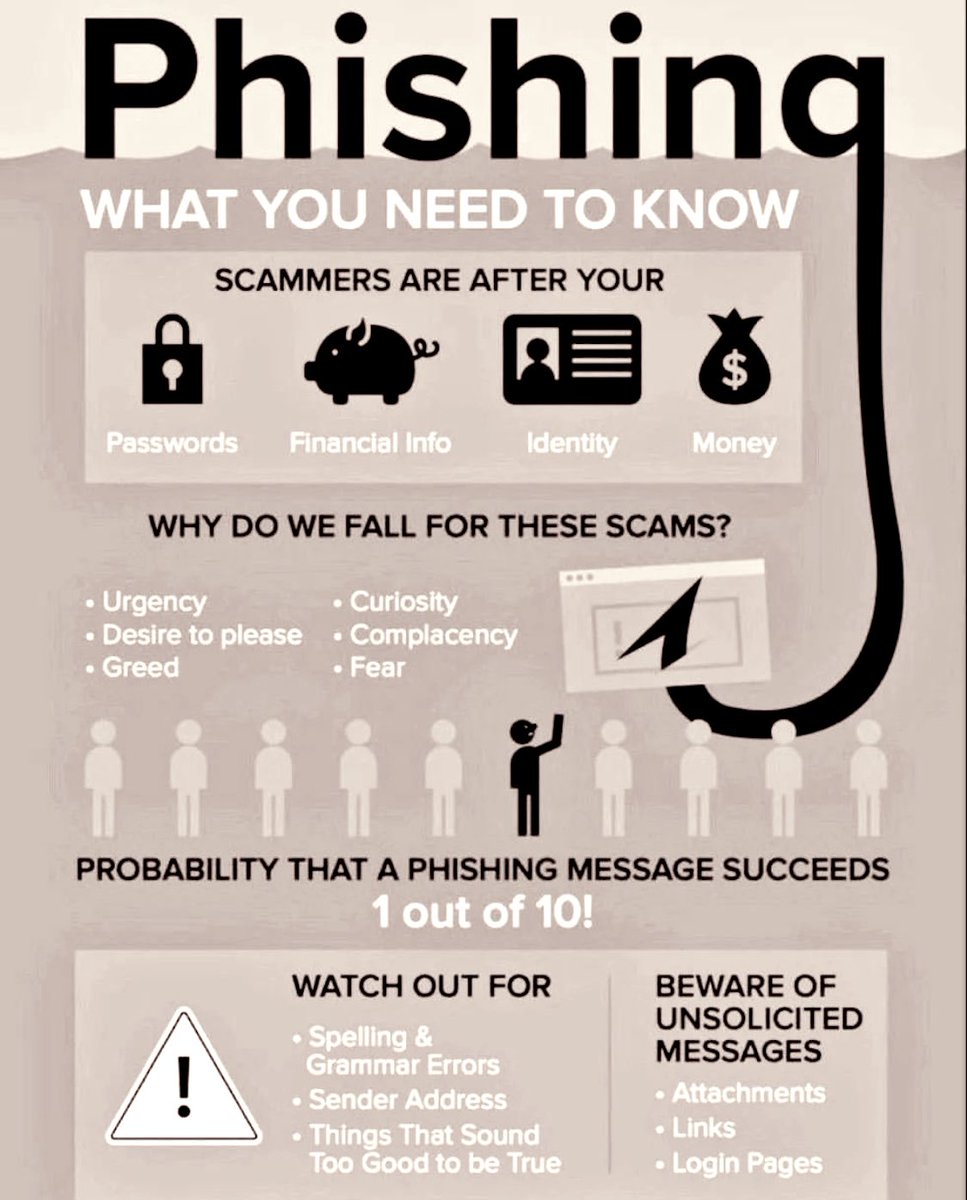 Phishing
WHAT YOU NEED TO KNOW
SCAMMERS ARE AFTER YOUR
$
Passwords
Financial Info
Identity
Money
WHY DO WE FALL FOR THESE SCAMS?
• Urgency
• Desire to please
• Greed
• Curiosity
• Complacency
• Fear
PROBABILITY THAT A PHISHING MESSAGE SUCCEEDS
1 out of 10!
!
WATCH OUT FOR
• Spelling &
Grammar Errors
• Sender Address
• Things That Sound
Too Good to be True
BEWARE OF
UNSOLICITED
MESSAGES
• Attachments
• Links
• Login Pages